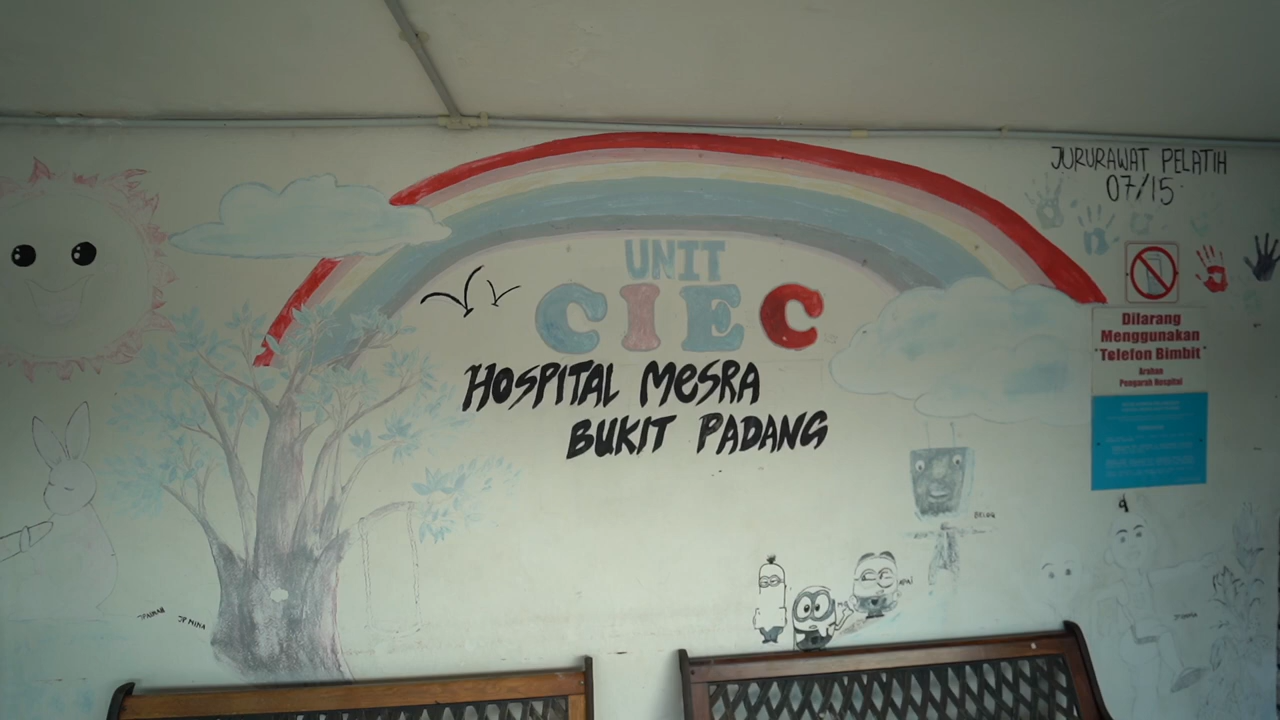 JURURAWAT PELATIH
07/15
UNIT
CIEC
HOSPITAL MESRA
BUKIT PADANG
Dilarang
Menggunakan
"Telefon Bimbit"
Arahan
Pengarah Hospital